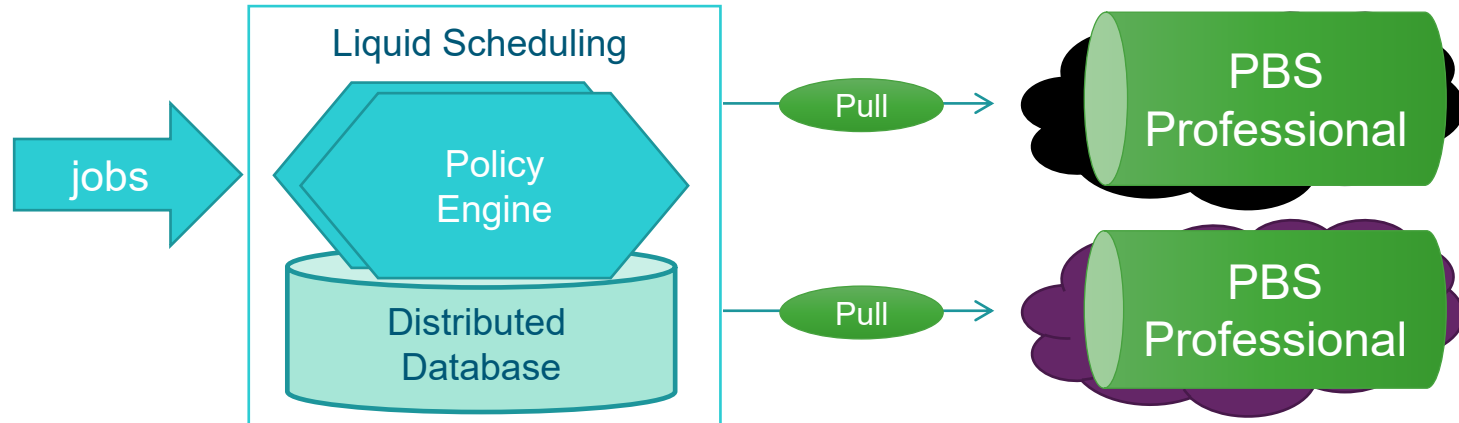 Liquid Scheduling
jobs
Policy
Engine
Distributed
Database
Pull
Pull
PBS
Professional
PBS
Professional